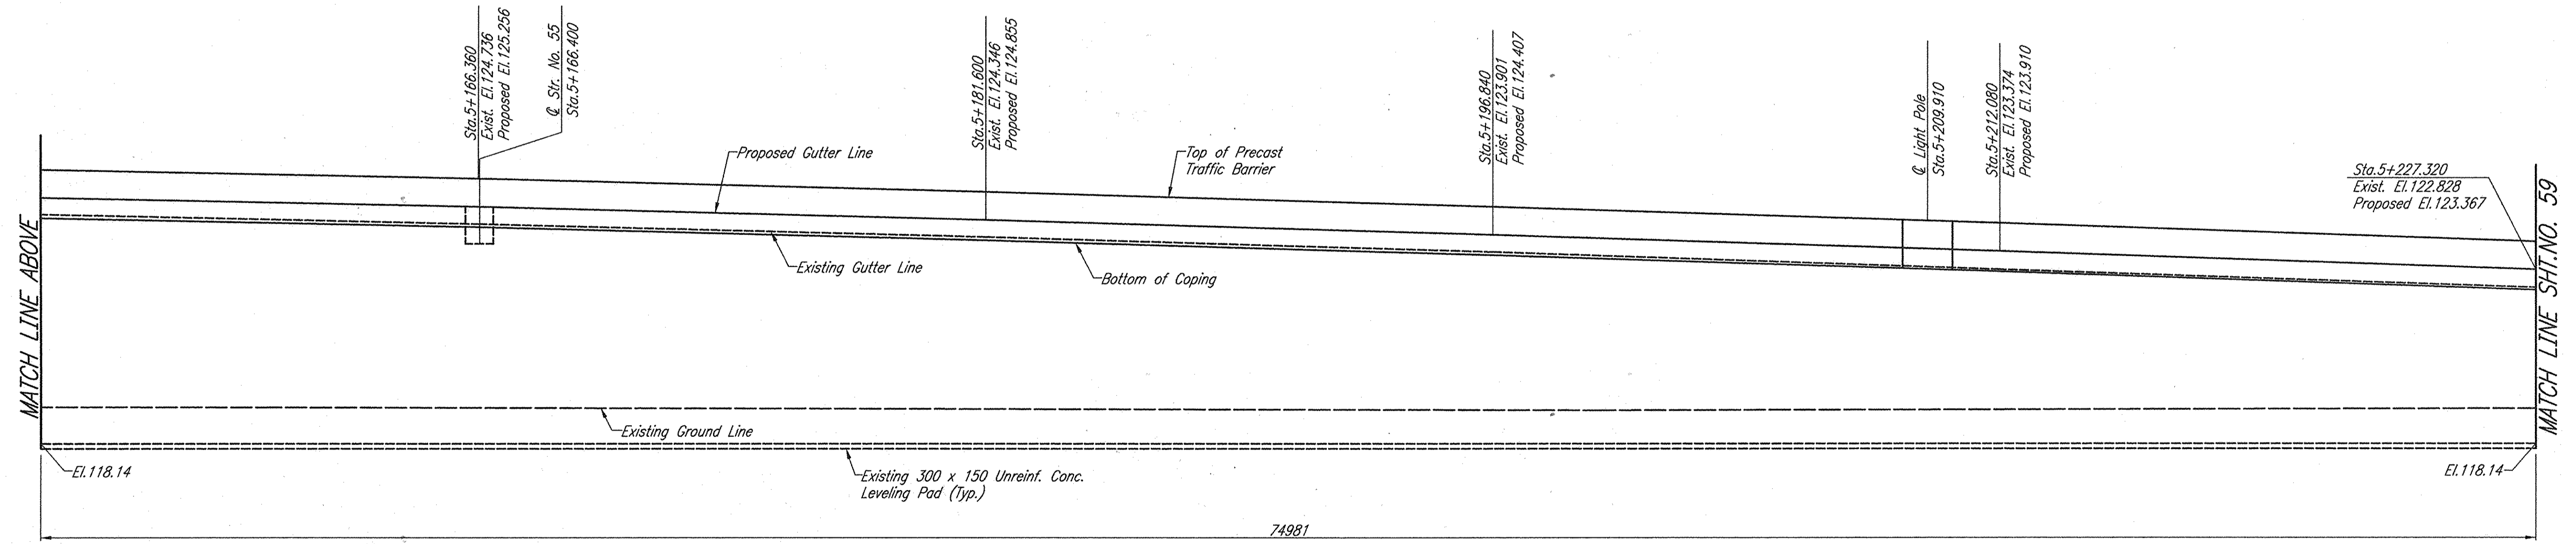 Sta.5+166.360
Exist. El.124.736
Proposed El.125.256
℄ Str. No. 55
Sta.5+166.400
Sta.5+181.600
Exist. El.124.346
Proposed El.124.855
Sta.5+196.840
Exist. El.123.901
Proposed El.124.407
℄ Light Pole
Sta.5+209.910
Sta.5+212.080
Exist. El.123.374
Proposed El.123.910
Sta.5+227.320
Exist. El.122.828
Proposed El.123.367
Proposed Gutter Line
Top of Precast
Traffic Barrier
MATCH LINE ABOVE
MATCH LINE SHT.NO. 59
Existing Gutter Line
Bottom of Coping
Existing Ground Line
El.118.14
Existing 300 x 150 Unreinf. Conc.
Leveling Pad (Typ.)
El.118.14
74981